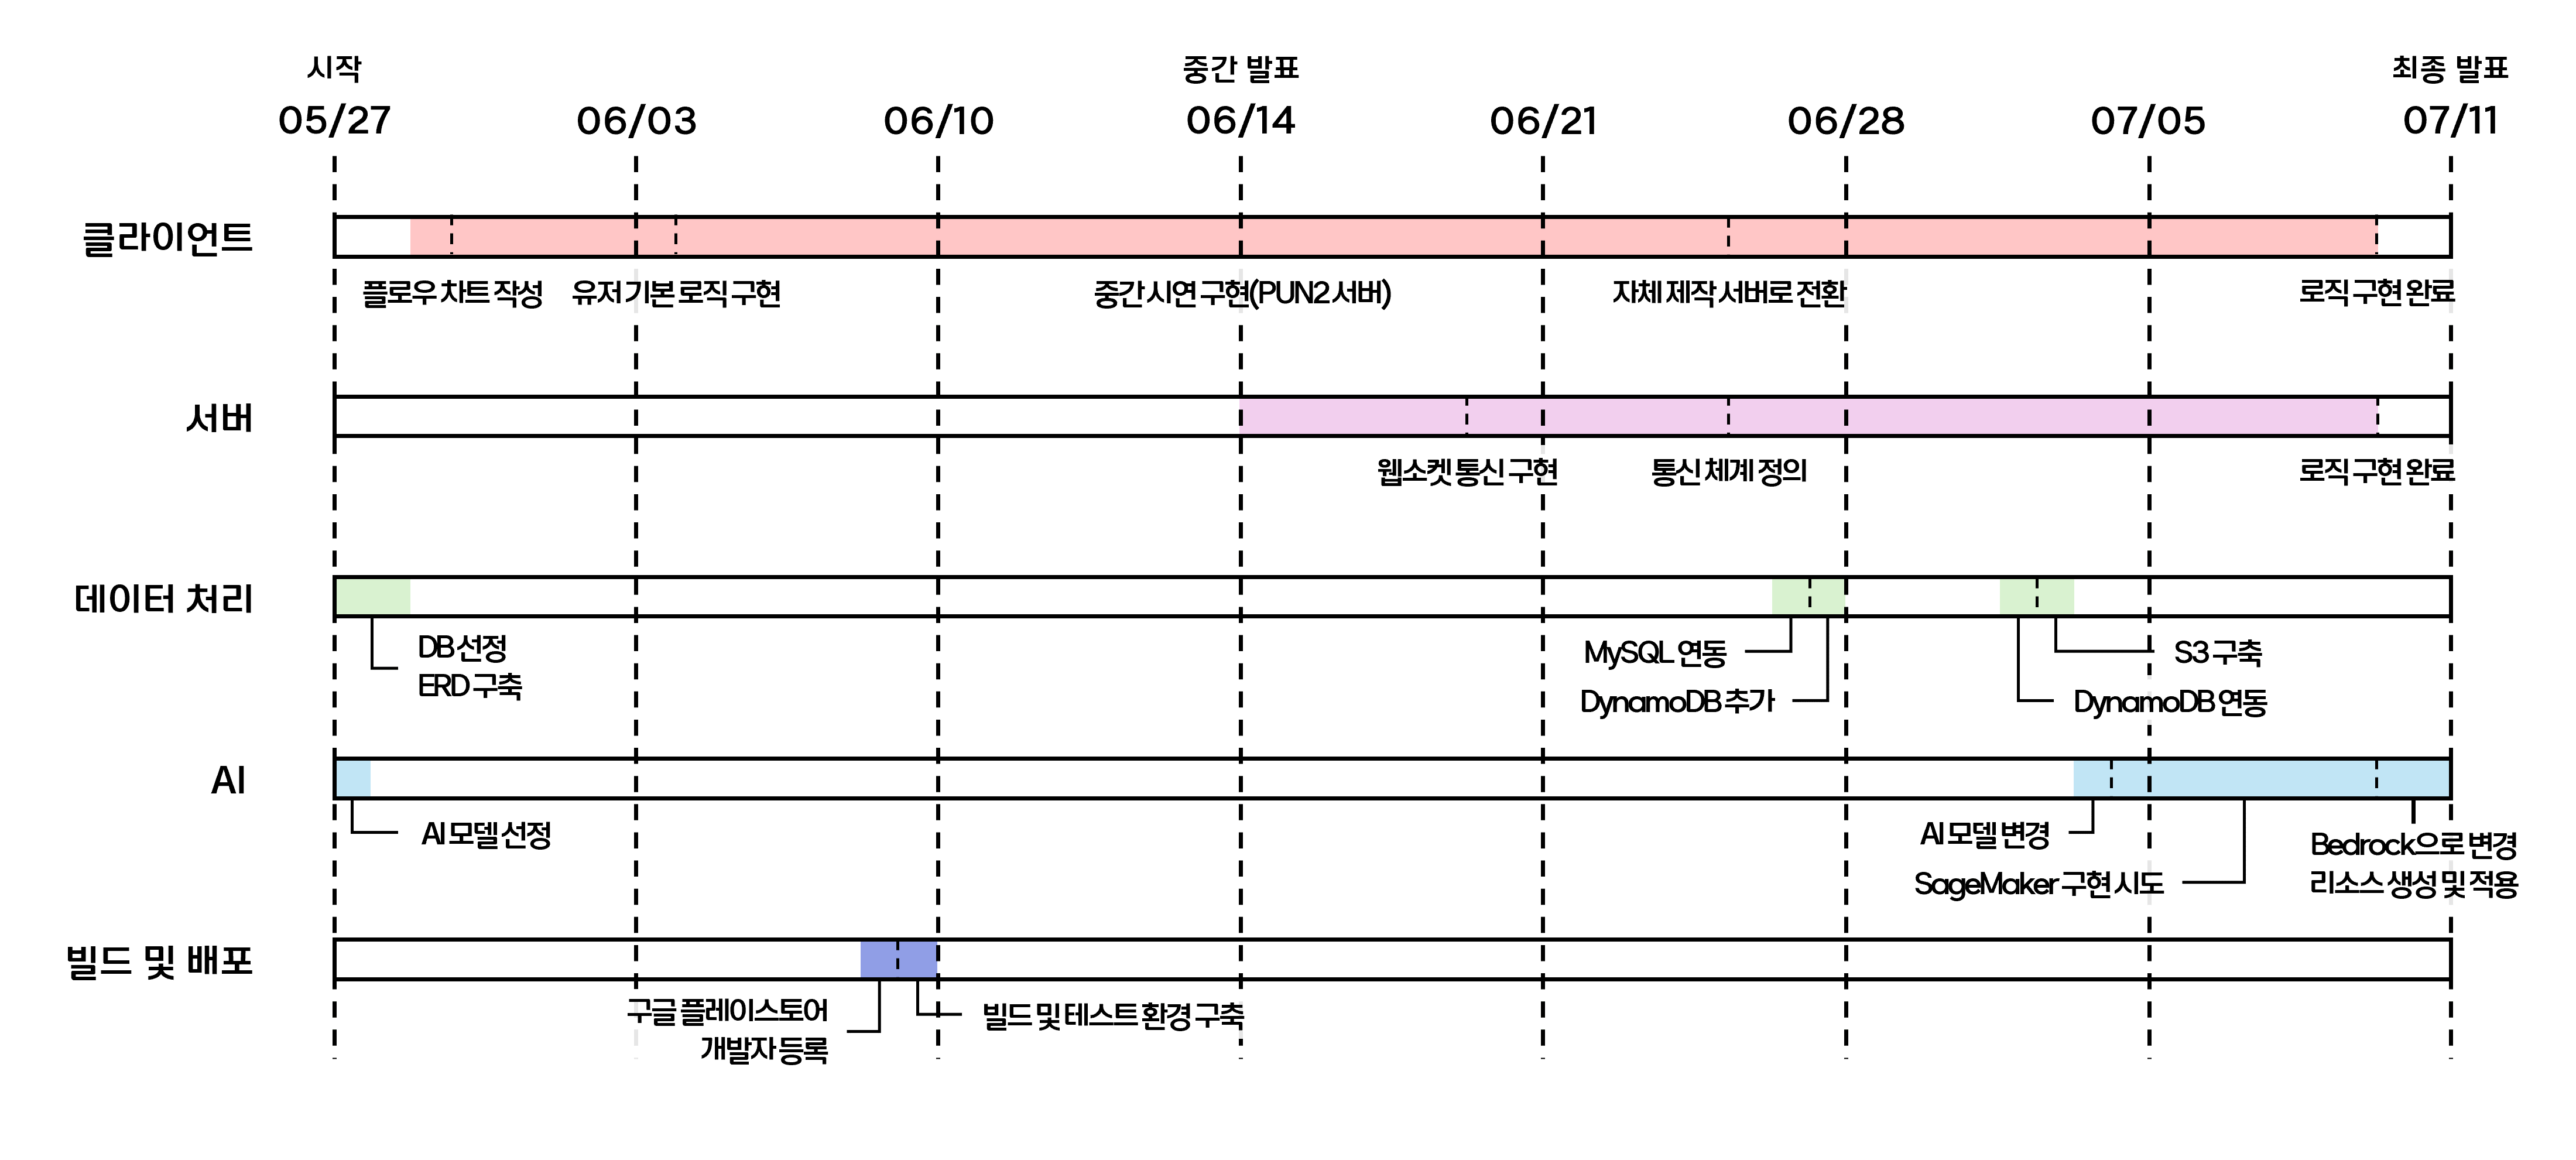 시작
중간 발표
최종 발표
05/27
06/03
06/10
06/14
06/21
06/28
07/05
07/11
클라이언트
플로우 차트 작성
유저 기본 로직 구현
중간 시연 구현(PUN2 서버)
자체 제작 서버로 전환
로직 구현 완료
서버
웹소켓 통신 구현
통신 체계 정의
로직 구현 완료
데이터 처리
DB 선정
ERD 구축
MySQL 연동
DynamoDB 추가
S3 구축
DynamoDB 연동
AI
AI 모델 선정
AI 모델 변경
SageMaker 구현 시도
Bedrock으로 변경
리소스 생성 및 적용
빌드 및 배포
구글 플레이스토어
개발자 등록
빌드 및 테스트 환경 구축